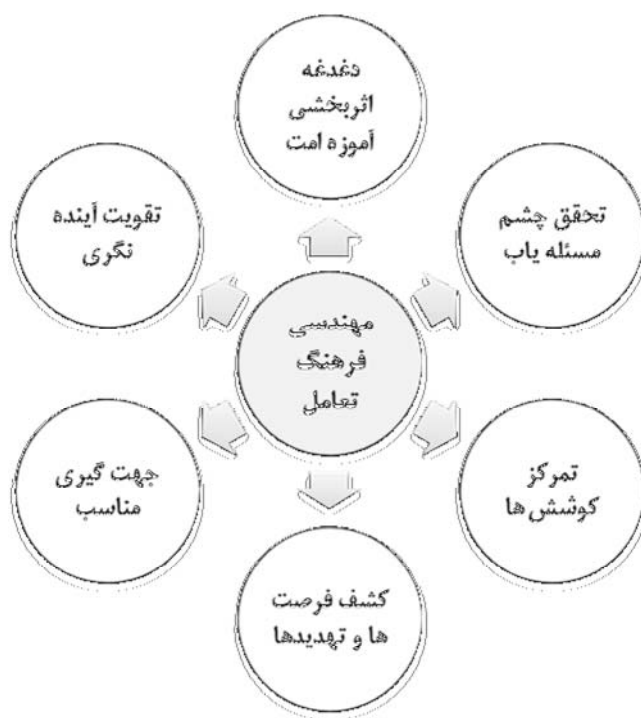 دغدغه
اثربخشی
آموزه امت
تحقق چشم
مسئله یاب
تقویت آینده
نگری
مهندسی
فرهنگ
تعامل
تمرکز
کوشش ها
جهت گیری
مناسب
کشف فرصت
ها و تهدیدها